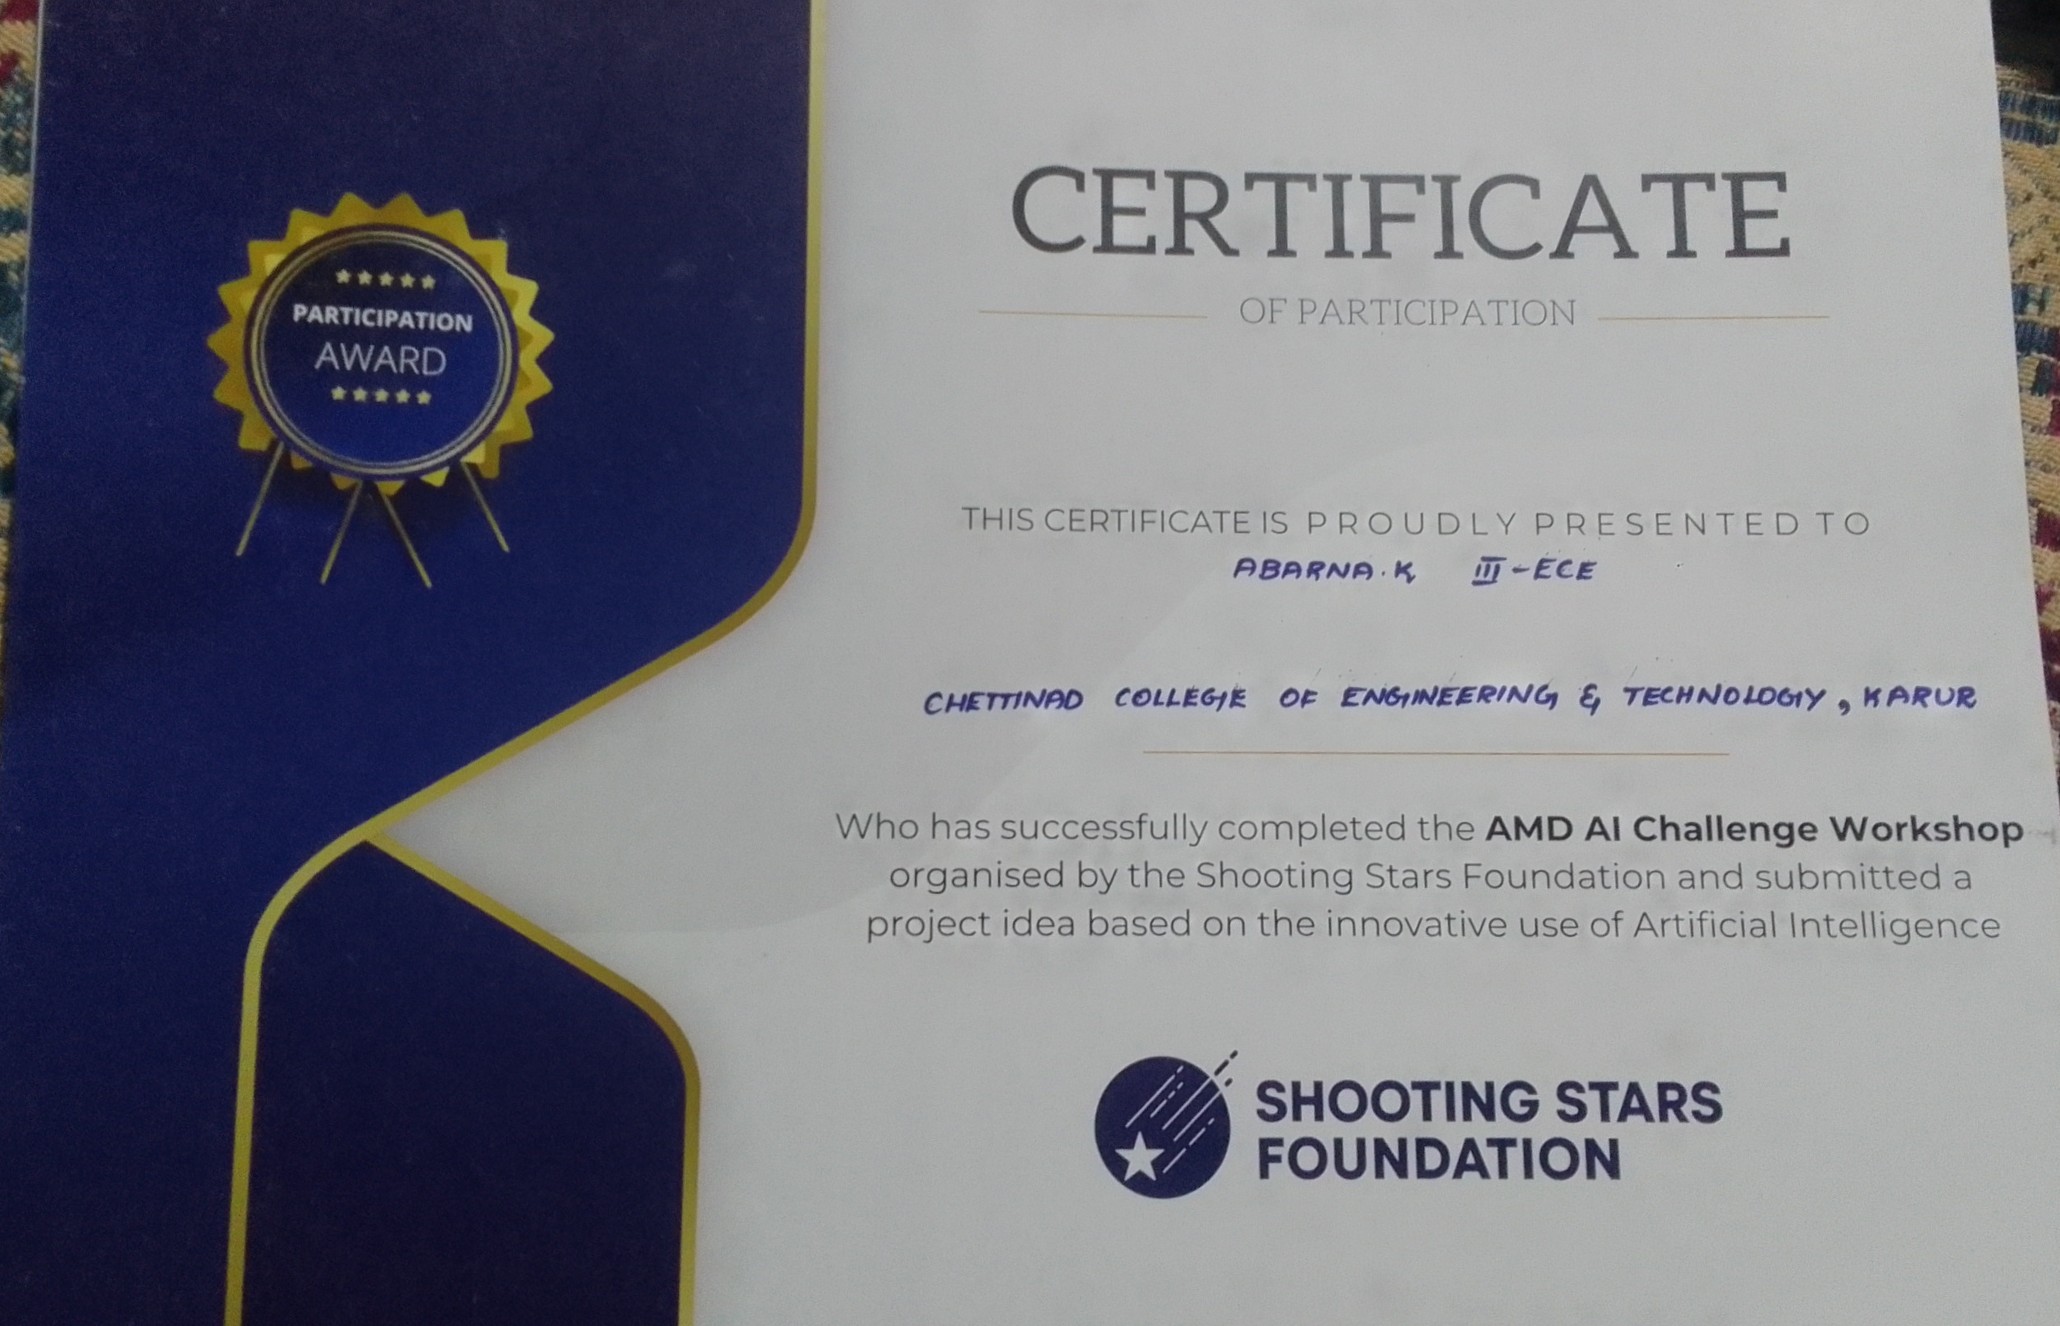 PARTICIPATION
AWARD
CERTIFICATE
OF PARTICIPATION
THIS CERTIFICATE IS PROUDLY PRESENTED TO
ABARNA.K III-ECE
CHETTINAD COLLEGE OF ENGINEERING & TECHNOLOGY, KARUR
Who has successfully completed the AMD AI Challenge Workshop
organised by the Shooting Stars Foundation and submitted a
project idea based on the innovative use of Artificial Intelligence
SHOOTING STARS
FOUNDATION